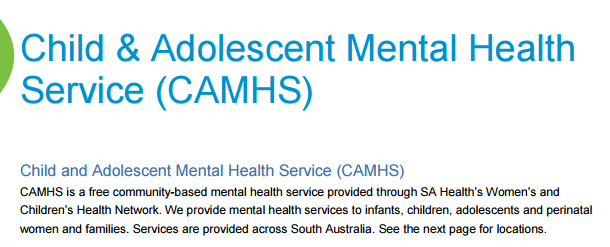 Child & Adolescent Mental Health
Service (CAMHS)
Child and Adolescent Mental Health Service (CAMHS)
CAMHS is a free community-based mental health service provided through SA Health's Women's and
Children's Health Network. We provide mental health services to infants, children, adolescents and perinatal
women and families. Services are provided across South Australia. See the next page for locations.